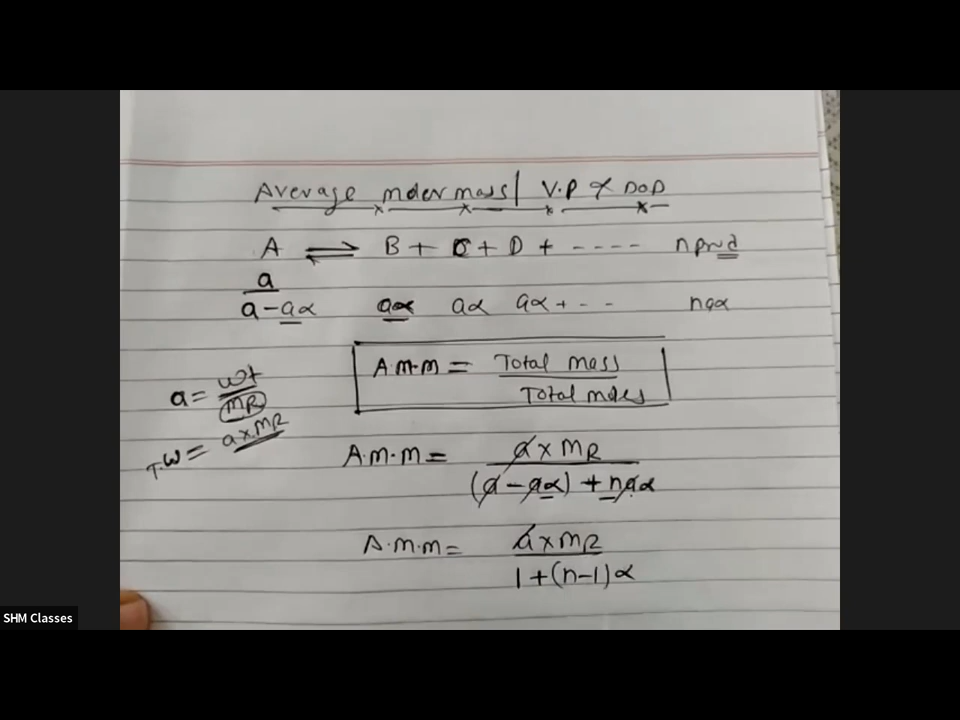 Average molar mass | V.P & DOD
A ⇌ B + C + D + ---- n prod
a
a - aα aα aα aα + - - naα
A.M.M = Total mass / Total moles
a = wt / MR
T.W = a x MR
A.M.M = a x MR / (a - aα) + naα
A.M.M = a x MR / 1 + (n-1)α
SHM Classes